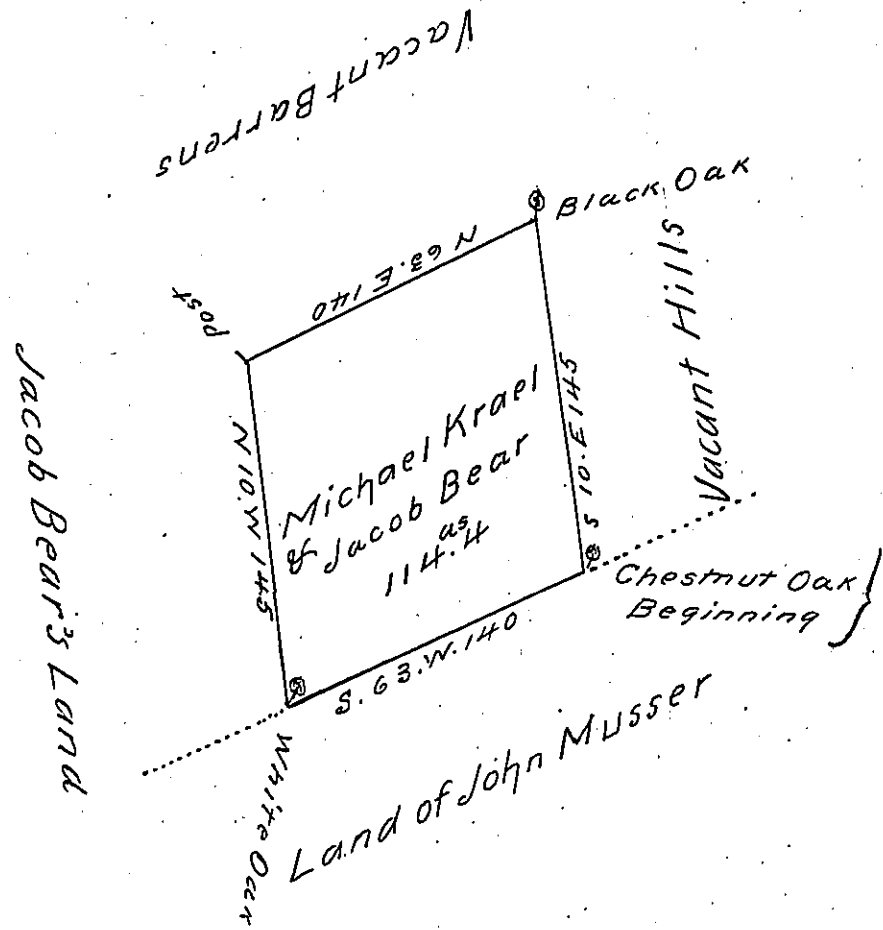 Vacant Barrens
Black Oak
N 63. E 140
post
Vacant Hills
Jacob Bear's Land
N 10. W 145
Michael Krael
& Jacob Bear
as
114.4
S 10. E 145
Chestnut Oak
Beginning }
S. 63. W. 140
White Oak
Land of John Musser